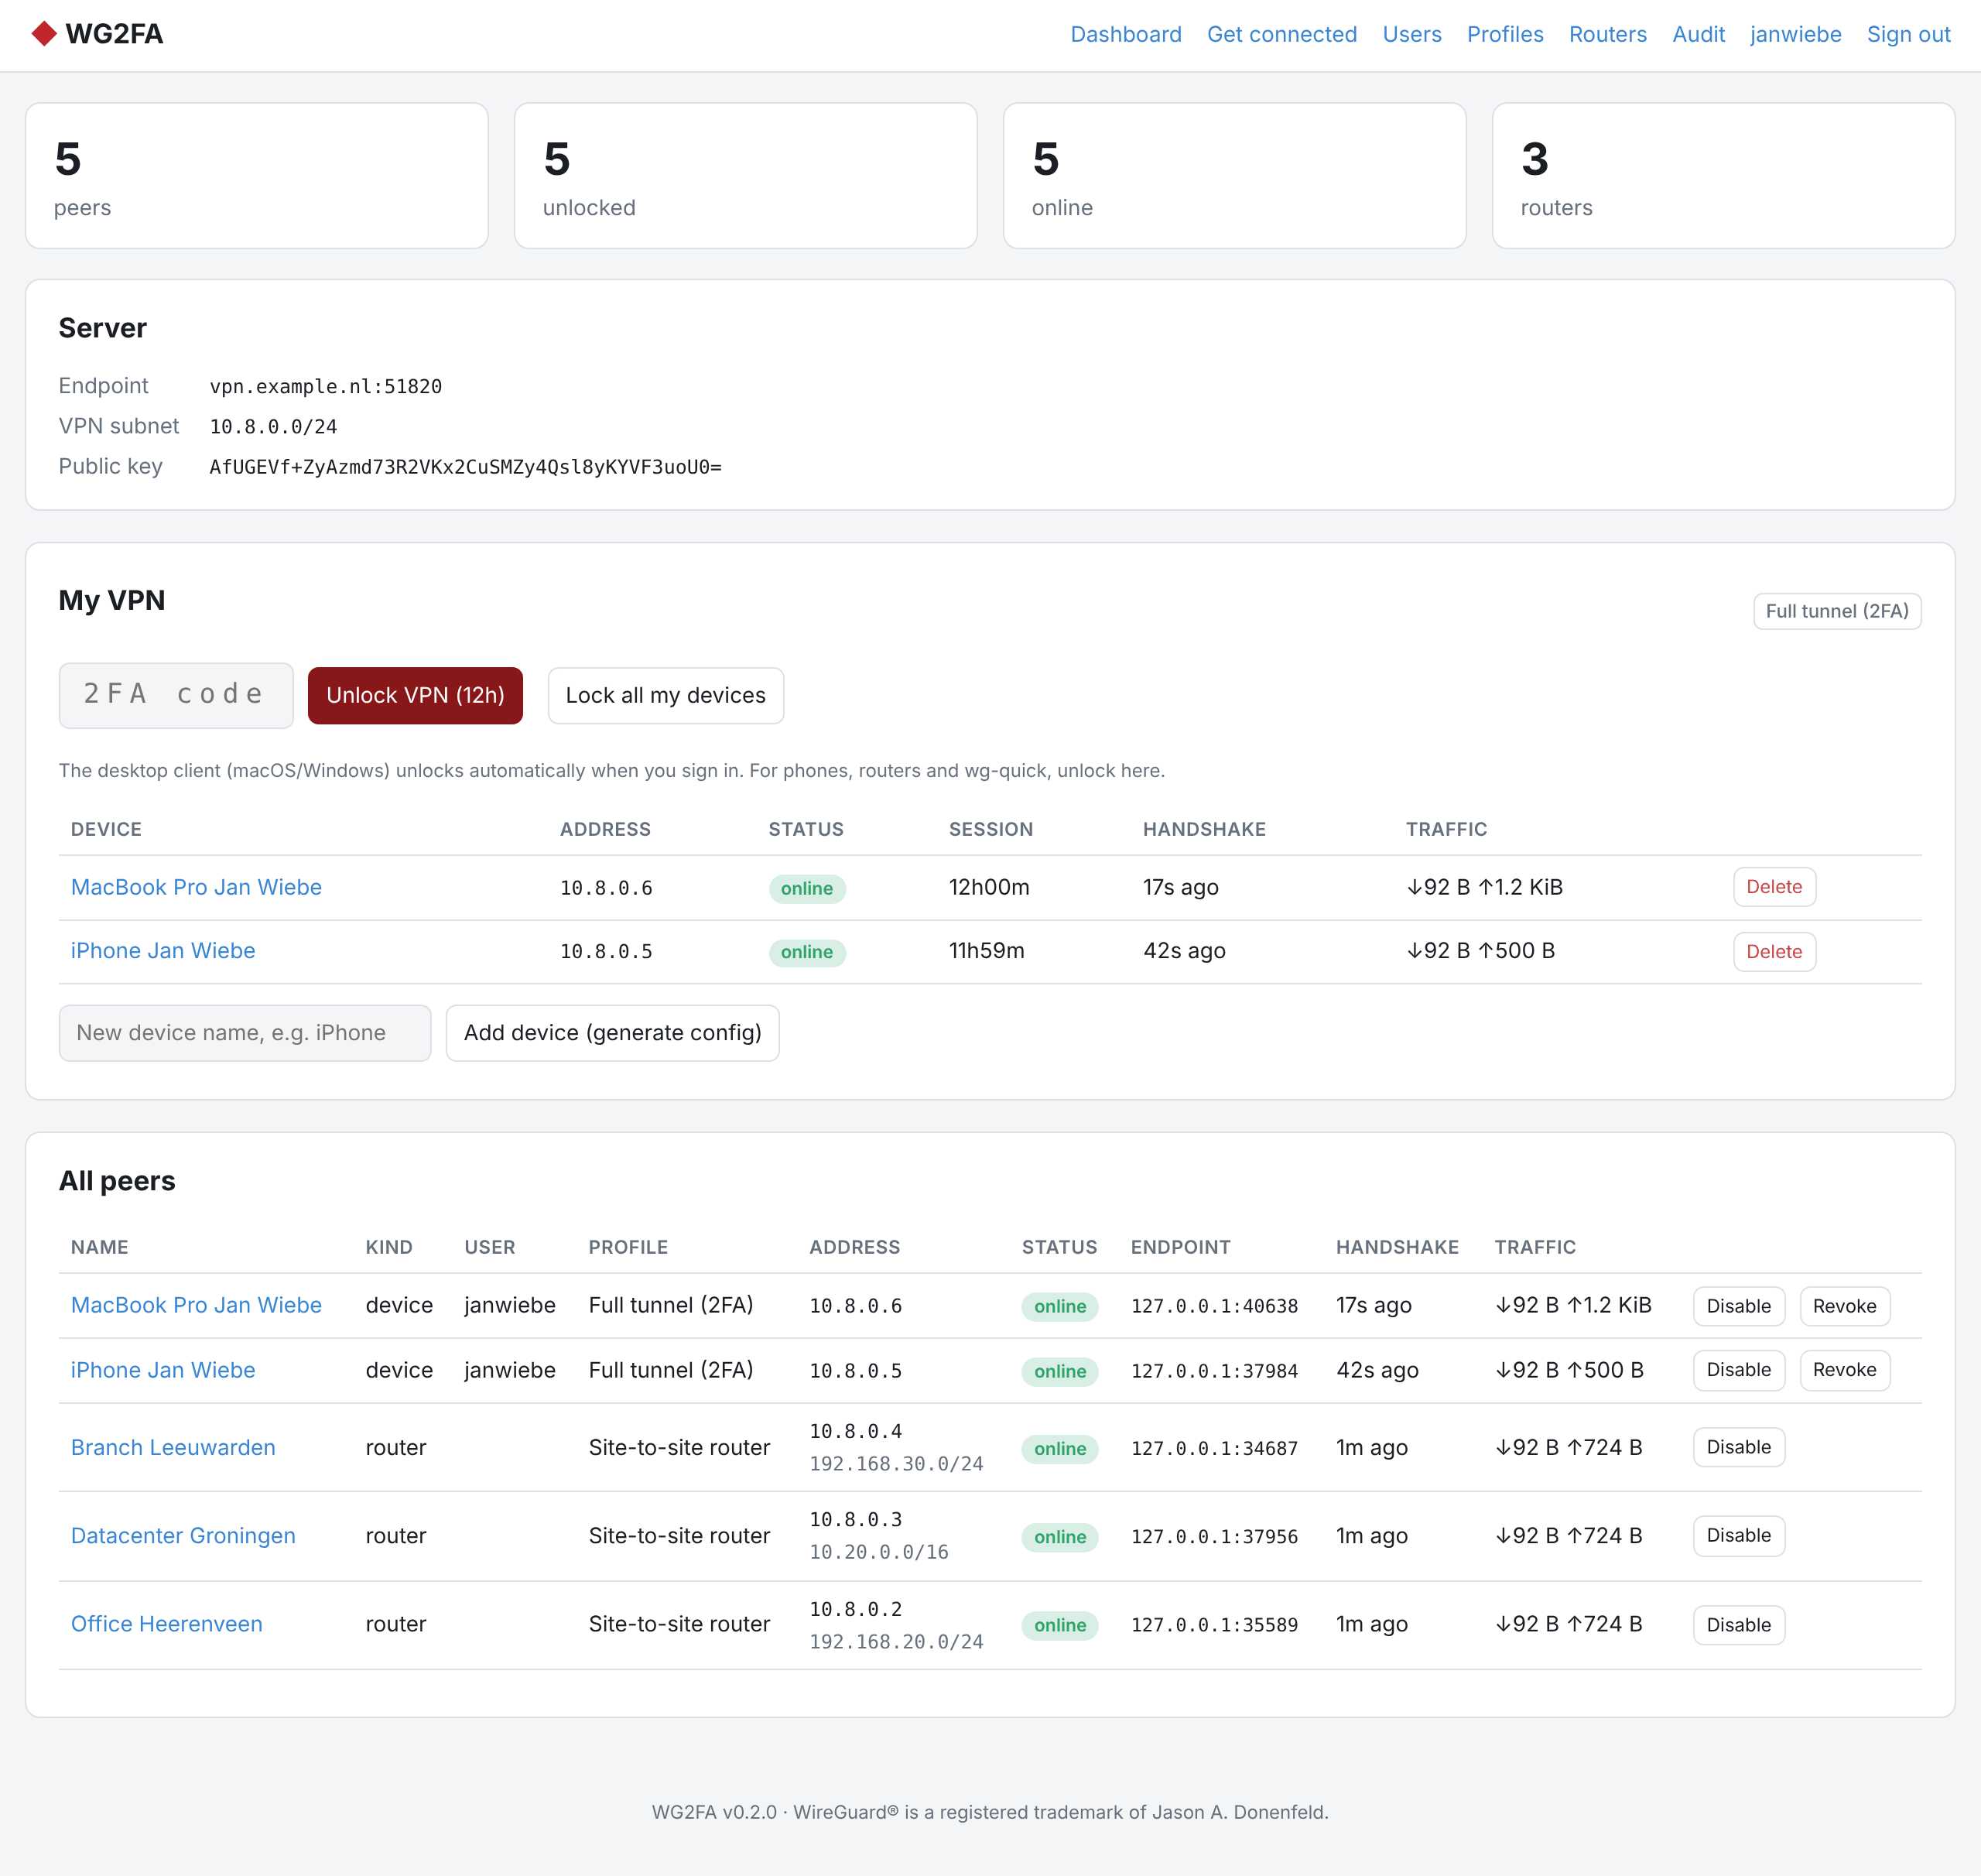 WG2FA Dashboard Get connected Users Profiles Routers Audit janwiebe Sign out
5
peers
5
unlocked
5
online
3
routers
Server
Endpoint vpn.example.nl:51820
VPN subnet 10.8.0.0/24
Public key AfUGEVf+ZyAzmd73R2VKx2CuSMZy4Qsl8yKYVF3uoU0=
My VPN
Full tunnel (2FA)
2FA code Unlock VPN (12h) Lock all my devices
The desktop client (macOS/Windows) unlocks automatically when you sign in. For phones, routers and wg-quick, unlock here.
DEVICE ADDRESS STATUS SESSION HANDSHAKE TRAFFIC
MacBook Pro Jan Wiebe 10.8.0.6 online 12h00m 17s ago ↓92 B ↑1.2 KiB Delete
iPhone Jan Wiebe 10.8.0.5 online 11h59m 42s ago ↓92 B ↑500 B Delete
New device name, e.g. iPhone Add device (generate config)
All peers
NAME KIND USER PROFILE ADDRESS STATUS ENDPOINT HANDSHAKE TRAFFIC
MacBook Pro Jan Wiebe device janwiebe Full tunnel (2FA) 10.8.0.6 online 127.0.0.1:40638 17s ago ↓92 B ↑1.2 KiB Disable Revoke
iPhone Jan Wiebe device janwiebe Full tunnel (2FA) 10.8.0.5 online 127.0.0.1:37984 42s ago ↓92 B ↑500 B Disable Revoke
Branch Leeuwarden router Site-to-site router 10.8.0.4 online 127.0.0.1:34687 1m ago ↓92 B ↑724 B Disable
192.168.30.0/24
Datacenter Groningen router Site-to-site router 10.8.0.3 online 127.0.0.1:37956 1m ago ↓92 B ↑724 B Disable
10.20.0.0/16
Office Heerenveen router Site-to-site router 10.8.0.2 online 127.0.0.1:35589 1m ago ↓92 B ↑724 B Disable
192.168.20.0/24
WG2FA v0.2.0 · WireGuard® is a registered trademark of Jason A. Donenfeld.